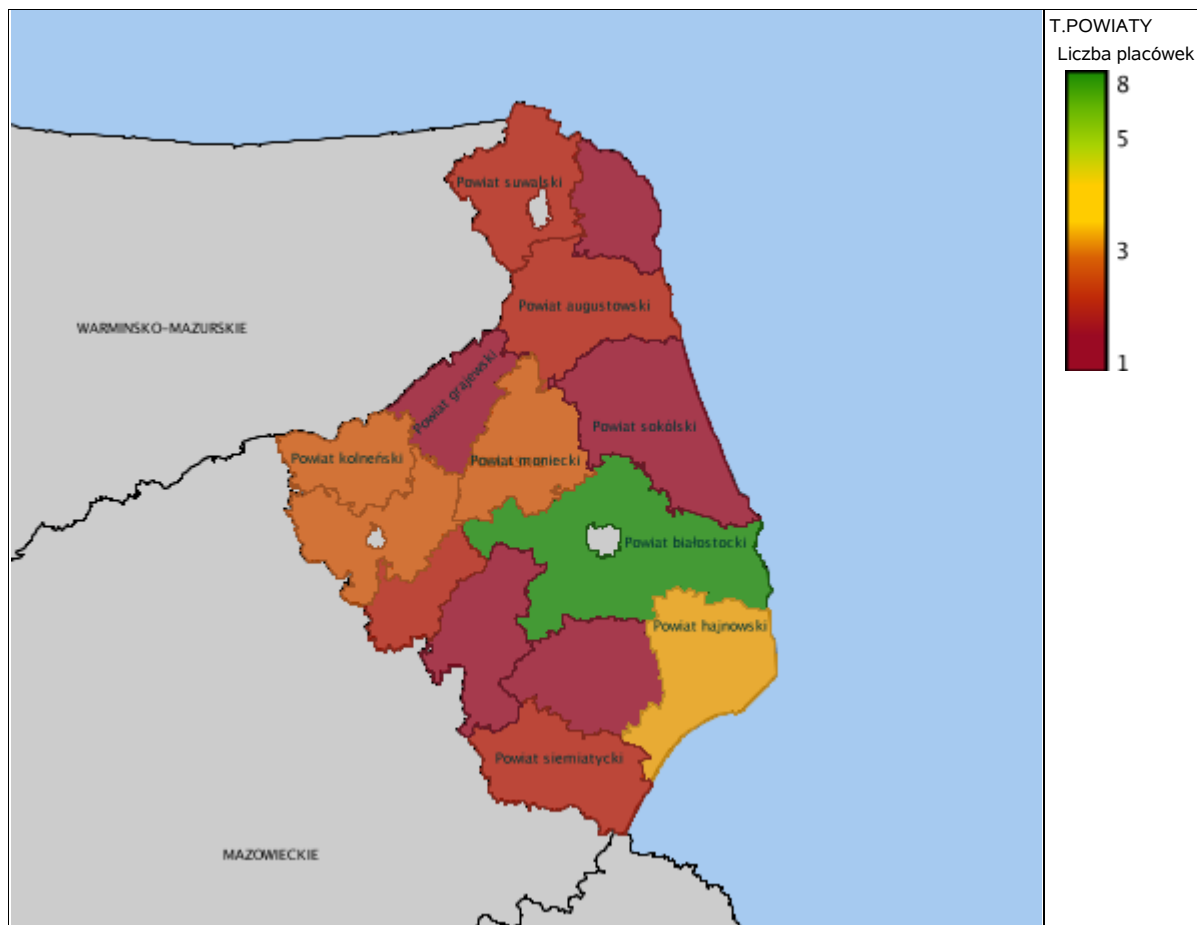 T.POWIATY
Liczba placówek
8
5
3
1
Powiat suwalski
Powiat augustowski
WARMIŃSKO-MAZURSKIE
Powiat grajewski
Powiat sokólski
Powiat kolneński
Powiat moniecki
Powiat białostocki
Powiat hajnowski
Powiat siemiatycki
MAZOWIECKIE